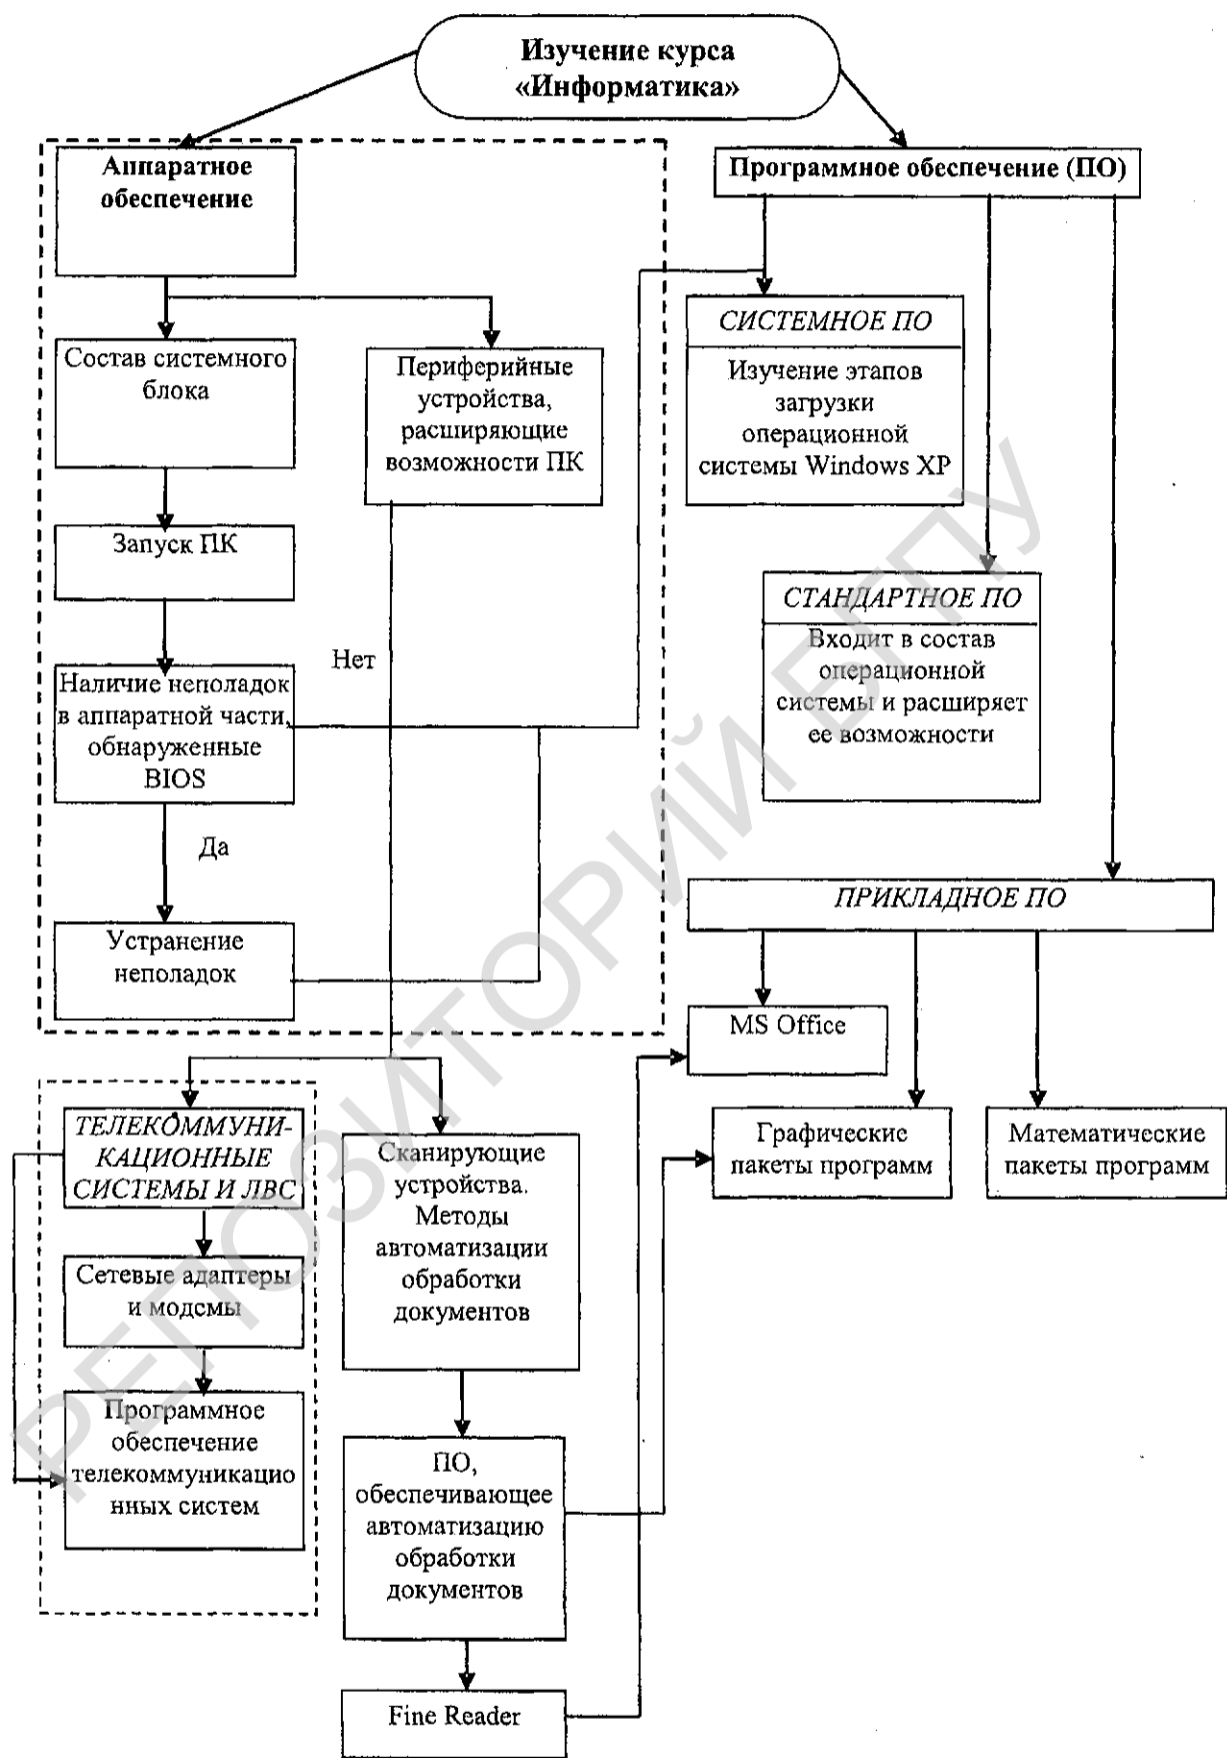 Изучение курса
«Информатика»
Аппаратное
обеспечение
Программное обеспечение (ПО)
Состав системного
блока
Периферийные
устройства,
расширяющие
возможности ПК
СИСТЕМНОЕ ПО
Изучение этапов
загрузки
операционной
системы Windows XP
Запуск ПК
СТАНДАРТНОЕ ПО
Входит в состав
операционной
системы и расширяет
ее возможности
Нет
Наличие неполадок
в аппаратной части,
обнаруженные
BIOS
Да
ПРИКЛАДНОЕ ПО
Устранение
неполадок
MS Office
Графические
пакеты программ
Математические
пакеты программ
ТЕЛЕКОММУНИ-
КАЦИОННЫЕ
СИСТЕМЫ И ЛВС
Сканирующие
устройства.
Методы
автоматизации
обработки
документов
Сетевые адаптеры
и модемы
Программное
обеспечение
телекоммуникацио
нных систем
ПО,
обеспечивающее
автоматизацию
обработки
документов
Fine Reader
РЕПОЗИТОРИЙ БГПУ